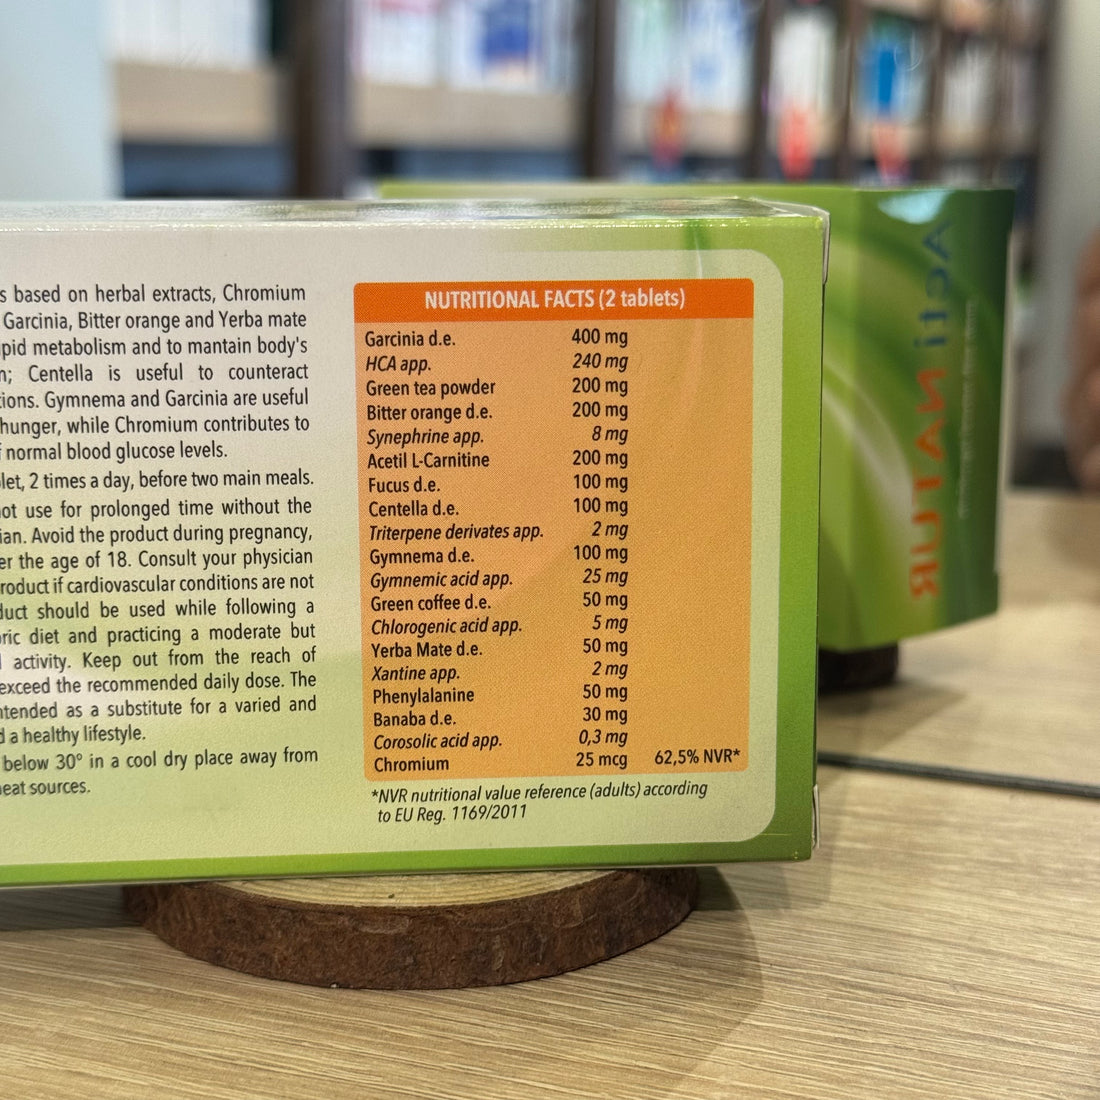 s based on herbal extracts, Chromium
Garcinia, Bitter orange and Yerba mate
pid metabolism and to mantain body's
n; Centella is useful to counteract
ions. Gymnema and Garcinia are useful
hunger, while Chromium contributes to
f normal blood glucose levels.
let, 2 times a day, before two main meals.
ot use for prolonged time without the
ian. Avoid the product during pregnancy,
er the age of 18. Consult your physician
roduct if cardiovascular conditions are not
duct should be used while following a
ric diet and practicing a moderate but
l activity. Keep out from the reach of
exceed the recommended daily dose. The
ntended as a substitute for a varied and
d a healthy lifestyle.
below 30° in a cool dry place away from
eat sources.
NUTRITIONAL FACTS (2 tablets)
Garcinia d.e. 400 mg
HCA app. 240 mg
Green tea powder 200 mg
Bitter orange d.e. 200 mg
Synephrine app. 8 mg
Acetil L-Carnitine 200 mg
Fucus d.e. 100 mg
Centella d.e. 100 mg
Triterpene derivates app. 2 mg
Gymnema d.e. 100 mg
Gymnemic acid app. 25 mg
Green coffee d.e. 50 mg
Chlorogenic acid app. 5 mg
Yerba Mate d.e. 50 mg
Xantine app. 2 mg
Phenylalanine 50 mg
Banaba d.e. 30 mg
Corosolic acid app. 0,3 mg
Chromium 25 mcg 62,5% NVR*
*NVR nutritional value reference (adults) according
to EU Reg. 1169/2011
Acti NATUR